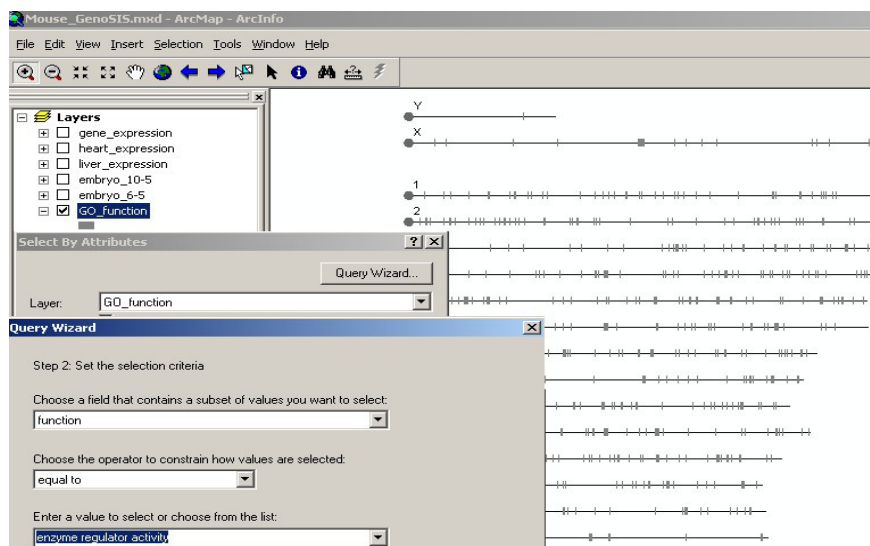 Mouse_GenoSIS.mxd - ArcMap - ArcInfo
File Edit View Insert Selection Tools Window Help
Layers
gene_expression
heart_expression
liver_expression
embryo_10-5
embryo_6-5
GO_function
Y
X
1
2
Select By Attributes
Query Wizard...
Layer: GO_function
Query Wizard
Step 2: Set the selection criteria
Choose a field that contains a subset of values you want to select:
function
Choose the operator to constrain how values are selected:
equal to
Enter a value to select or choose from the list:
enzyme regulator activity